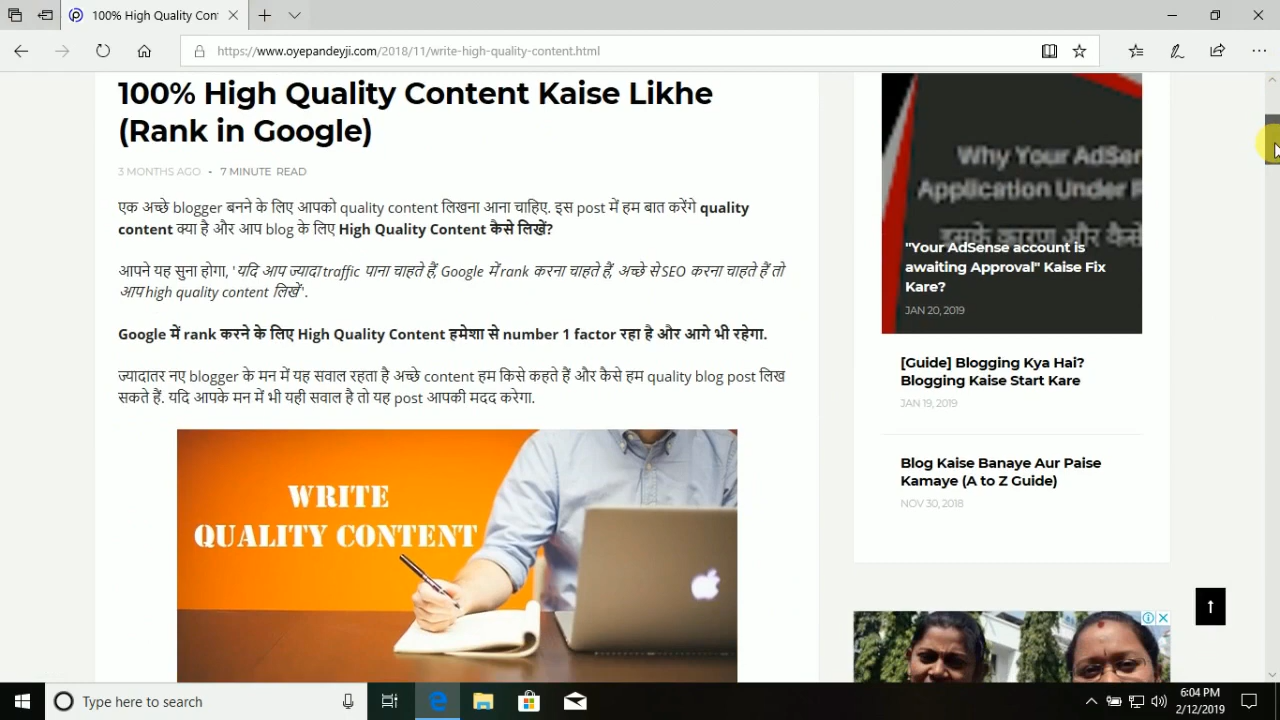 100% High Quality Con
https://www.oyepandeyji.com/2018/11/write-high-quality-content.html
100% High Quality Content Kaise Likhe
(Rank in Google)
3 MONTHS AGO • 7 MINUTE READ
एक अच्छे blogger बनने के लिए आपको quality content लिखना आना चाहिए. इस post में हम बात करेंगे quality
content क्या है और आप blog के लिए High Quality Content कैसे लिखें?
आपने यह सुना होगा, 'यदि आप ज्यादा traffic पाना चाहते हैं, Google में rank करना चाहते हैं, अच्छे से SEO करना चाहते हैं तो
आप high quality content लिखें'.
Google में rank करने के लिए High Quality Content हमेशा से number 1 factor रहा है और आगे भी रहेगा.
ज्यादातर नए blogger के मन में यह सवाल रहता है अच्छे content हम किसे कहते हैं और कैसे हम quality blog post लिख
सकते हैं. यदि आपके मन में भी यही सवाल है तो यह post आपकी मदद करेगा.
WRITE
QUALITY CONTENT
Why Your AdSen
Application Under R
इसके कारण और कैसे
"Your AdSense account is
awaiting Approval" Kaise Fix
Kare?
JAN 20, 2019
[Guide] Blogging Kya Hai?
Blogging Kaise Start Kare
JAN 19, 2019
Blog Kaise Banaye Aur Paise
Kamaye (A to Z Guide)
NOV 30, 2018
Type here to search
6:04 PM
2/12/2019